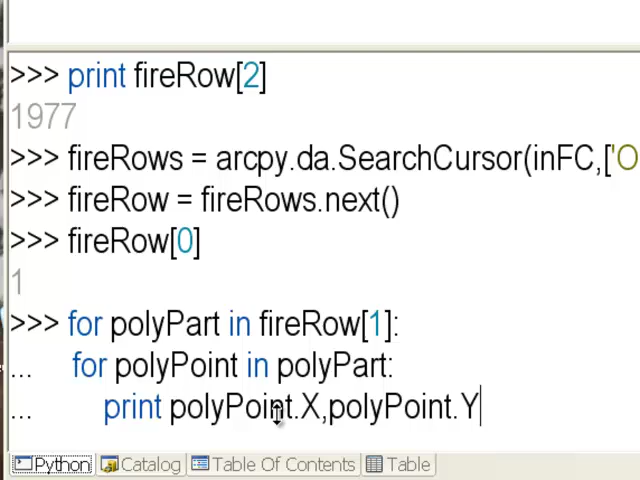 >>> print fireRow[2]
1977
>>> fireRows = arcpy.da.SearchCursor(inFC,['O
>>> fireRow = fireRows.next()
>>> fireRow[0]
1
>>> for polyPart in fireRow[1]:
... for polyPoint in polyPart:
... print polyPoint.X,polyPoint.Y
Python Catalog Table Of Contents Table